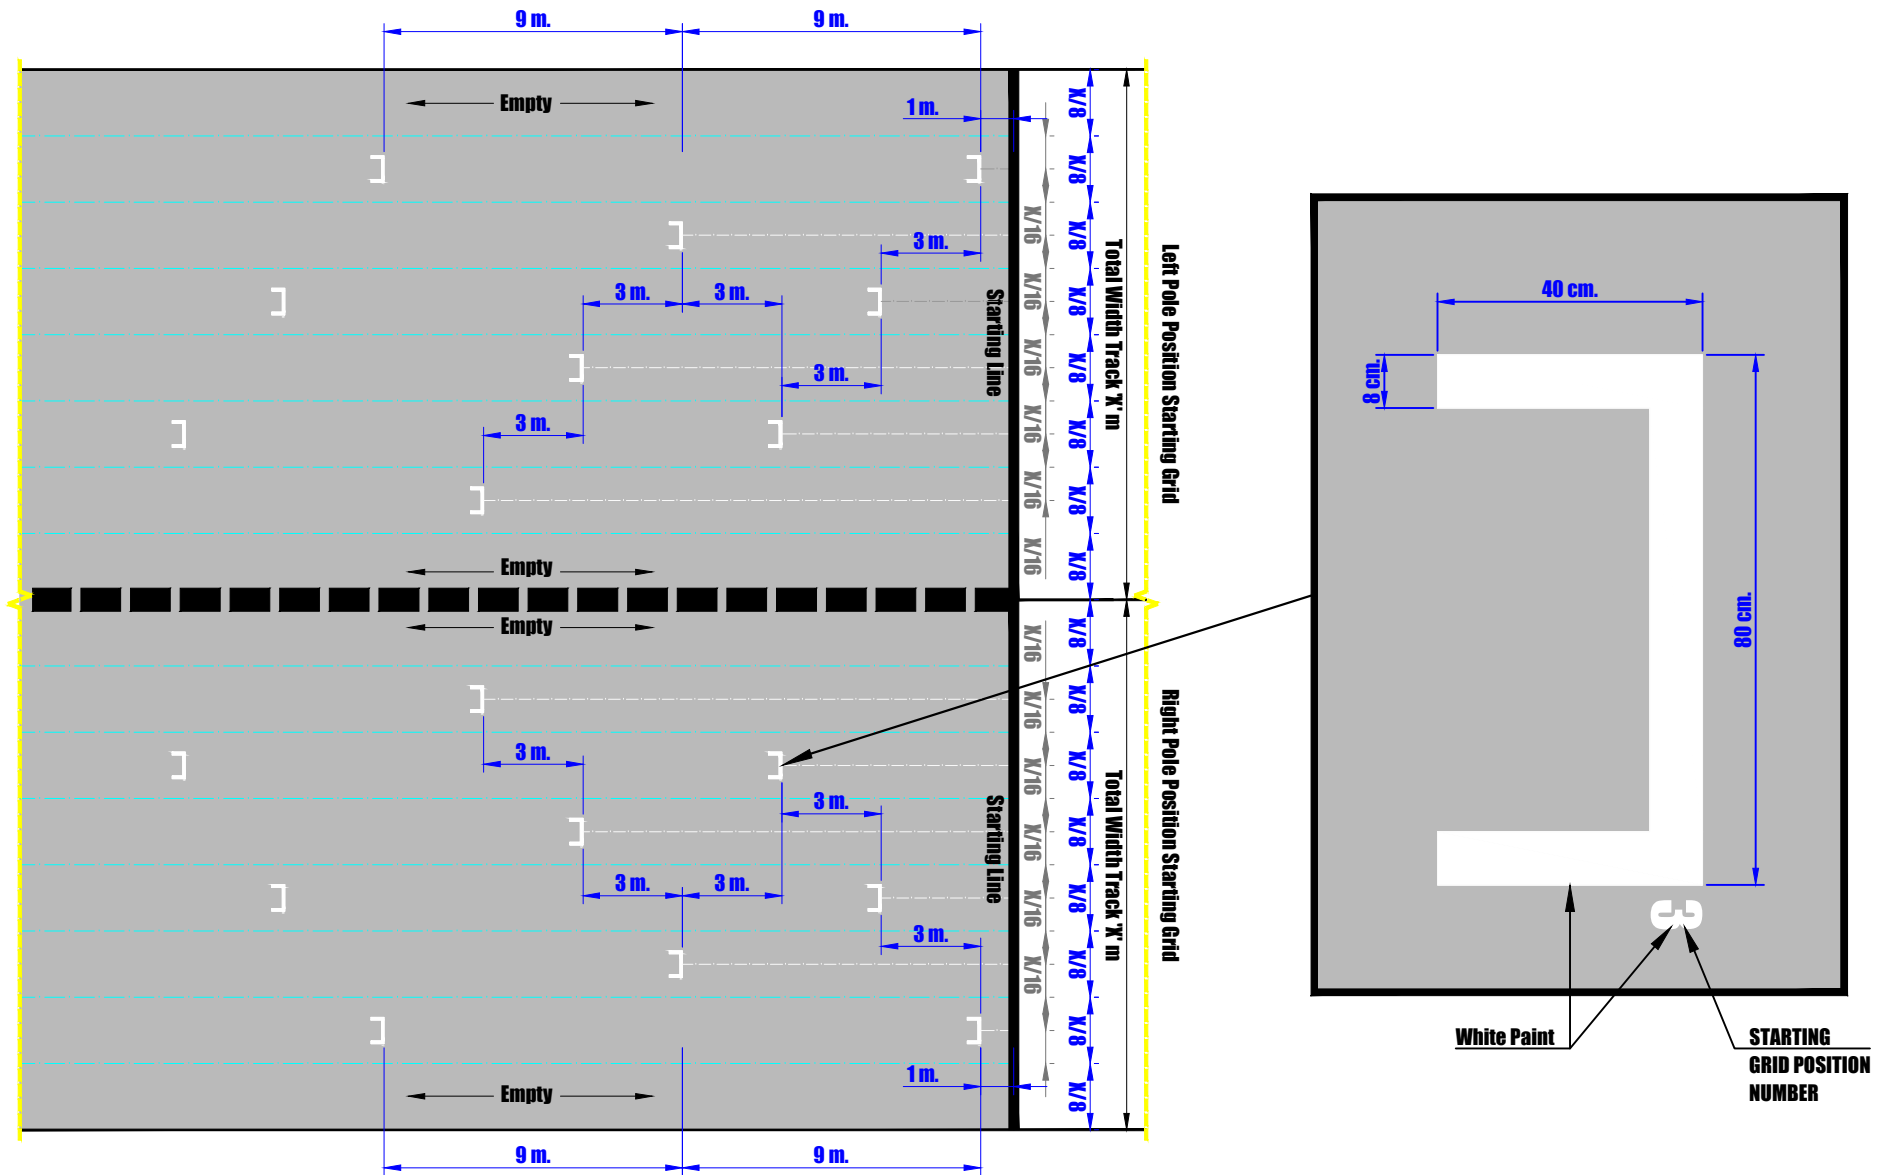 9 m.
9 m.
Empty
1 m.
X/8
X/8
X/16
X/8
3 m.
X/16
X/8
3 m.
3 m.
Starting Line
X/16
X/8
Total Width Track 'X' m
Left Pole Position Starting Grid
3 m.
X/16
X/8
3 m.
X/16
X/8
Empty
X/16
X/8
Empty
X/16
X/8
X/16
X/8
3 m.
X/16
X/8
3 m.
Starting Line
X/16
X/8
Total Width Track 'X' m
Right Pole Position Starting Grid
3 m.
3 m.
X/16
X/8
3 m.
X/16
X/8
X/8
1 m.
Empty
X/8
9 m.
9 m.
40 cm.
8 cm.
80 cm.
3
White Paint
STARTING
GRID POSITION
NUMBER